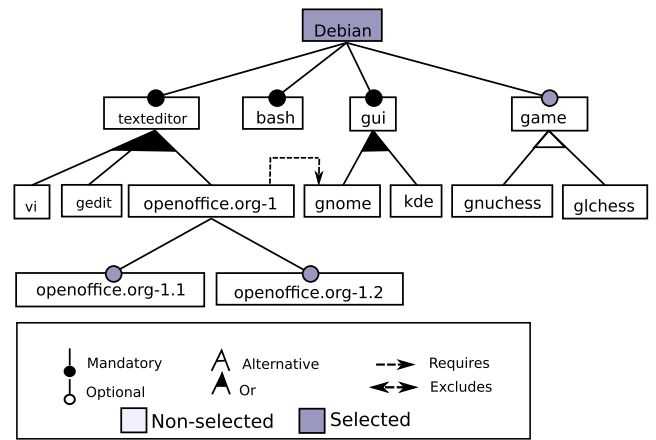 Debian
texteditor bash gui game
vi gedit openoffice.org-1 gnome kde gnuchess glchess
openoffice.org-1.1 openoffice.org-1.2
Mandatory Alternative Requires
Optional Or Excludes
Non-selected Selected